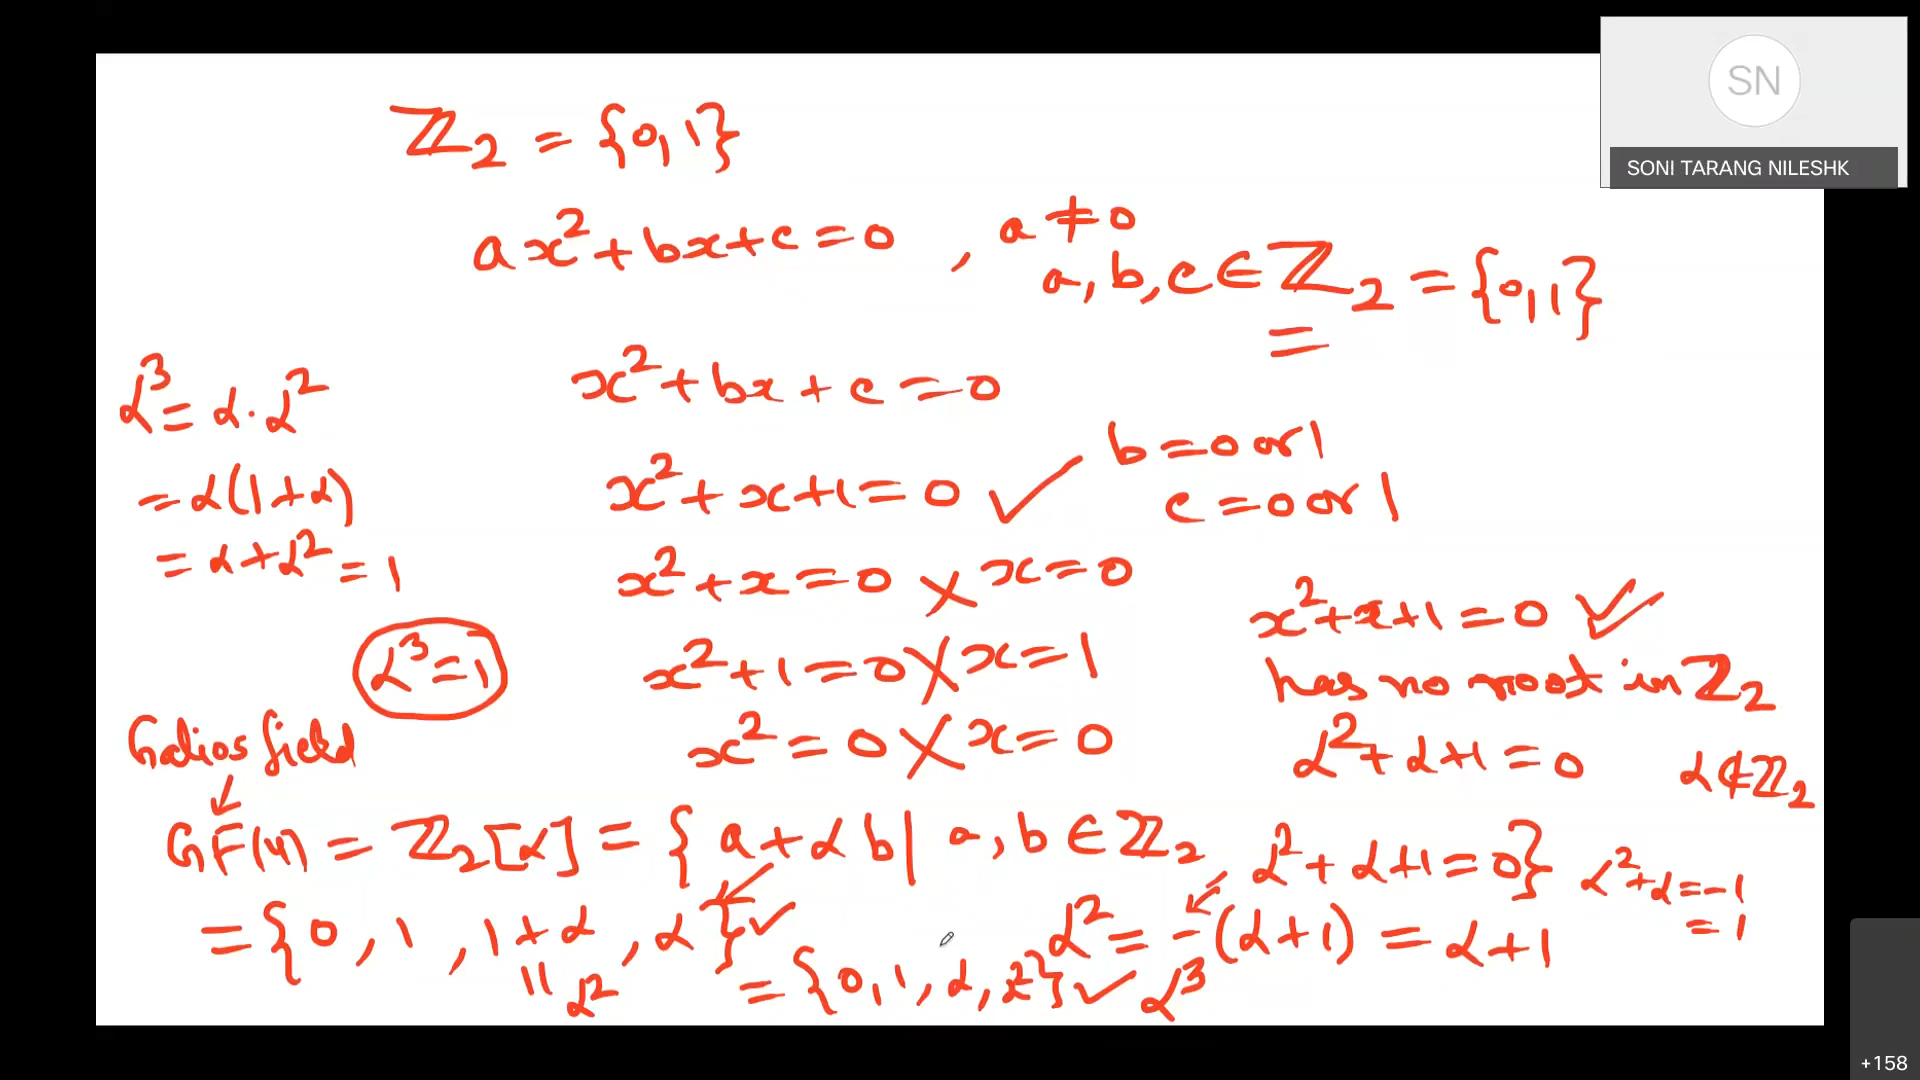 SN
SONI TARANG NILESHK
ℤ₂ = {0,1}
ax² + bx + c = 0 , a ≠ 0
a, b, c ∈ ℤ₂ = {0,1}
x² + bx + c = 0
b = 0 or 1
c = 0 or 1
x² + x + 1 = 0 ✓
x² + x = 0 ✗ x = 0
x² + 1 = 0 ✗ x = 1
x² = 0 ✗ x = 0
α³ = α · α²
= α(1+α)
= α + α² = 1
α³ = 1
x² + x + 1 = 0 ✓
has no root in ℤ₂
α² + α + 1 = 0 α ∉ ℤ₂
Galios field
↓
GF(4) = ℤ₂[α] = { a + αb | a, b ∈ ℤ₂ α² + α + 1 = 0} α² + α = -1
= 1
= {0, 1, 1+α, α} ✓
α² = -(α+1) = α+1
|| α²
= {0, 1, α, α²} ✓ α³
+158